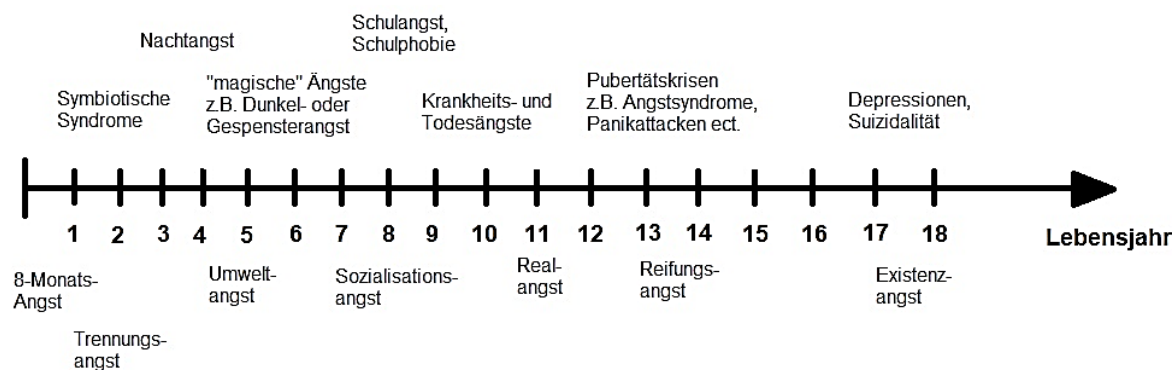 Schulangst,
Schulphobie
Nachtangst
"magische" Ängste
z.B. Dunkel- oder
Gespensterangst
Pubertätskrisen
z.B. Angstsyndrome,
Panikattacken ect.
Symbiotische
Syndrome
Krankheits- und
Todesängste
Depressionen,
Suizidalität
1 2 3 4 5 6 7 8 9 10 11 12 13 14 15 16 17 18 Lebensjahr
8-Monats-
Angst
Umwelt-
angst
Sozialisations-
angst
Real-
angst
Reifungs-
angst
Existenz-
angst
Trennungs-
angst